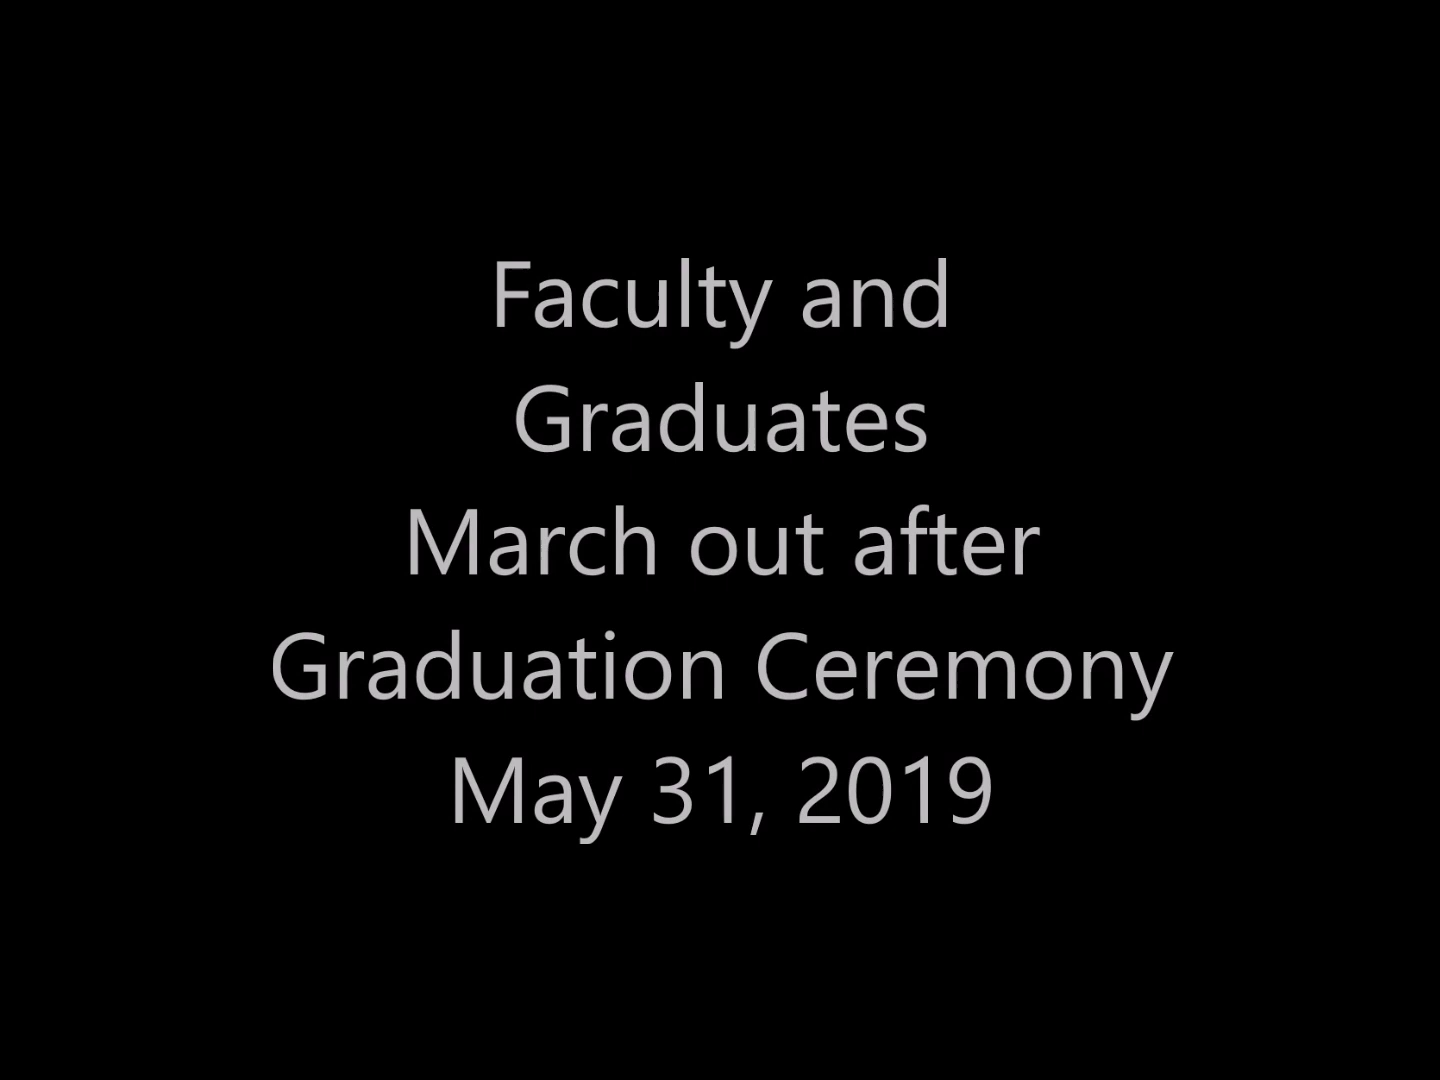 Faculty and
Graduates
March out after
Graduation Ceremony
May 31, 2019